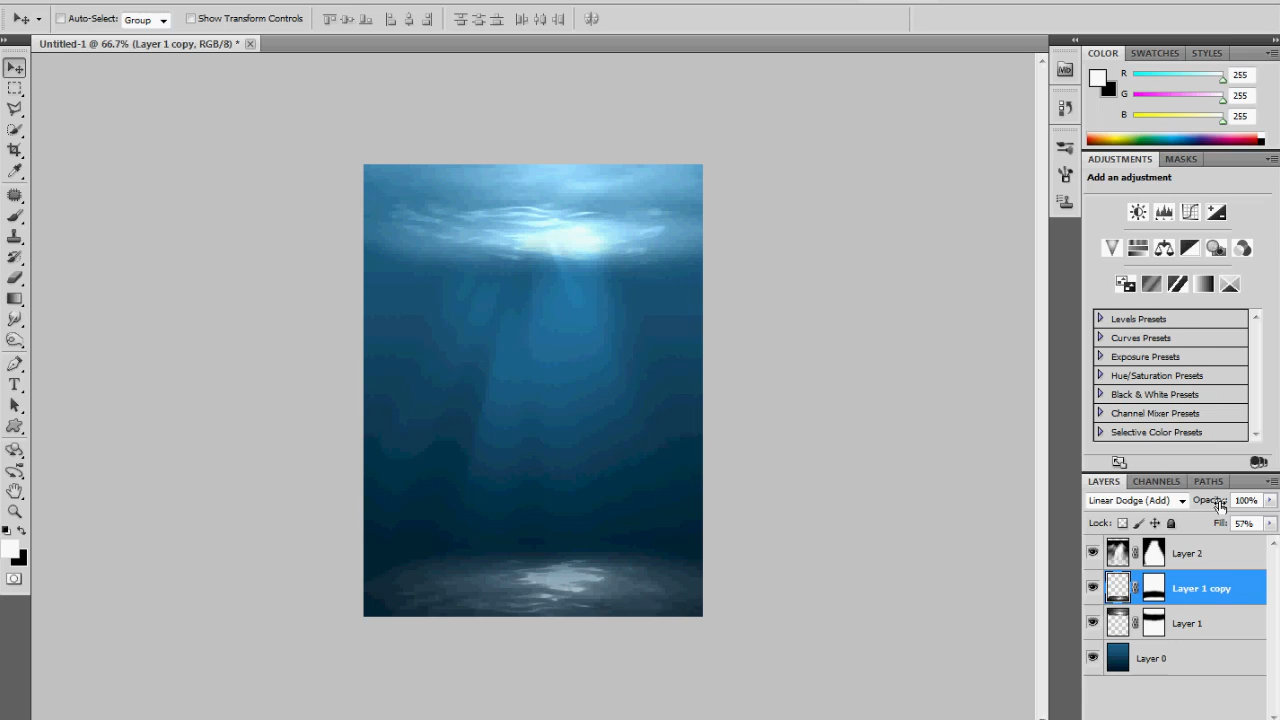 Auto-Select: Group Show Transform Controls
Untitled-1 @ 66.7% (Layer 1 copy, RGB/8) *
Mb
COLOR SWATCHES STYLES
R 255
G 255
B 255
ADJUSTMENTS MASKS
Add an adjustment
Levels Presets
Curves Presets
Exposure Presets
Hue/Saturation Presets
Black & White Presets
Channel Mixer Presets
Selective Color Presets
LAYERS CHANNELS PATHS
Linear Dodge (Add) Opacity: 100%
Lock: Fill: 57%
Layer 2
Layer 1 copy
Layer 1
Layer 0
T